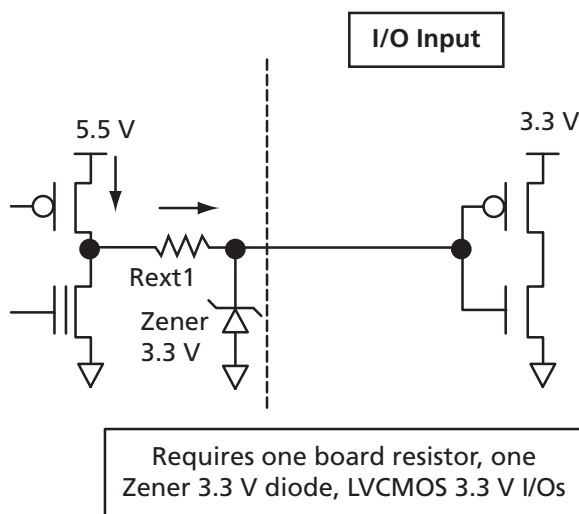 I/O Input
5.5 V
3.3 V
Rext1
Zener
3.3 V
Requires one board resistor, one
Zener 3.3 V diode, LVCMOS 3.3 V I/Os